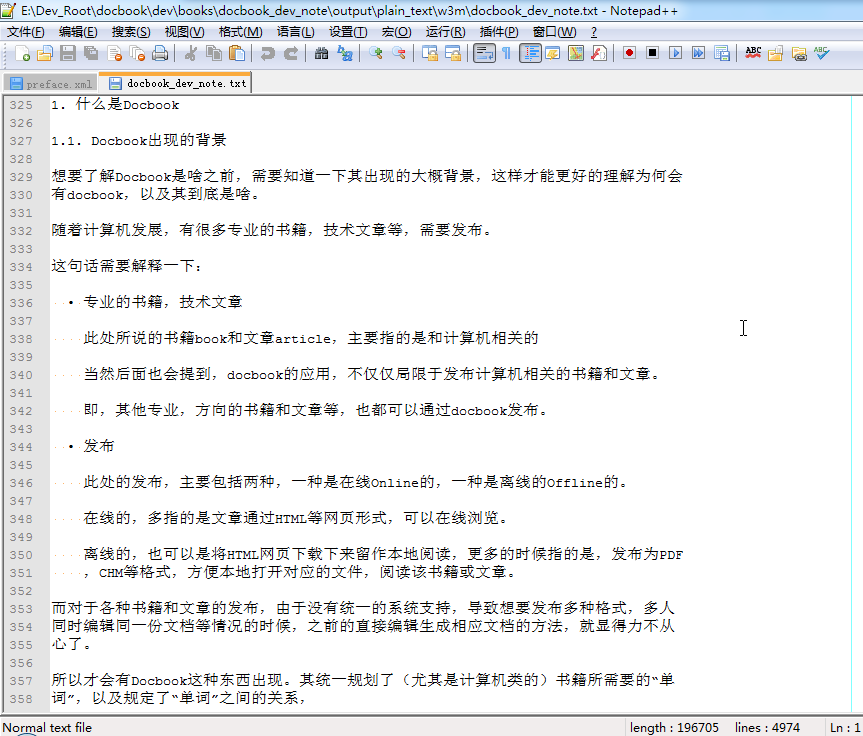 E:\Dev_Root\docbook\dev\books\docbook_dev_note\output\plain_text\w3m\docbook_dev_note.txt - Notepad++
文件(F) 编辑(E) 搜索(S) 视图(V) 格式(M) 语言(L) 设置(T) 宏(O) 运行(R) 插件(P) 窗口(W) ?
ABC ABC
preface.xml docbook_dev_note.txt
325 1. 什么是Docbook
326
327 1.1. Docbook出现的背景
328
329 想要了解Docbook是啥之前，需要知道一下其出现的大概背景，这样才能更好的理解为何会
330 有docbook，以及其到底是啥。
331
332 随着计算机发展，有很多专业的书籍，技术文章等，需要发布。
333
334 这句话需要解释一下：
335
336 • 专业的书籍，技术文章
337
338 此处所说的书籍book和文章article，主要指的是和计算机相关的
339
340 当然后面也会提到，docbook的应用，不仅仅局限于发布计算机相关的书籍和文章。
341
342 即，其他专业，方向的书籍和文章等，也都可以通过docbook发布。
343
344 • 发布
345
346 此处的发布，主要包括两种，一种是在线Online的，一种是离线的Offline的。
347
348 在线的，多指的是文章通过HTML等网页形式，可以在线浏览。
349
350 离线的，也可以是将HTML网页下载下来留作本地阅读，更多的时候指的是，发布为PDF
351 ，CHM等格式，方便本地打开对应的文件，阅读该书籍或文章。
352
353 而对于各种书籍和文章的发布，由于没有统一的系统支持，导致想要发布多种格式，多人
354 同时编辑同一份文档等情况的时候，之前的直接编辑生成相应文档的方法，就显得力不从
355 心了。
356
357 所以才会有Docbook这种东西出现。其统一规划了（尤其是计算机类的）书籍所需要的“单
358 词”，以及规定了“单词”之间的关系，
Normal text file length : 196705 lines : 4974 Ln : 1